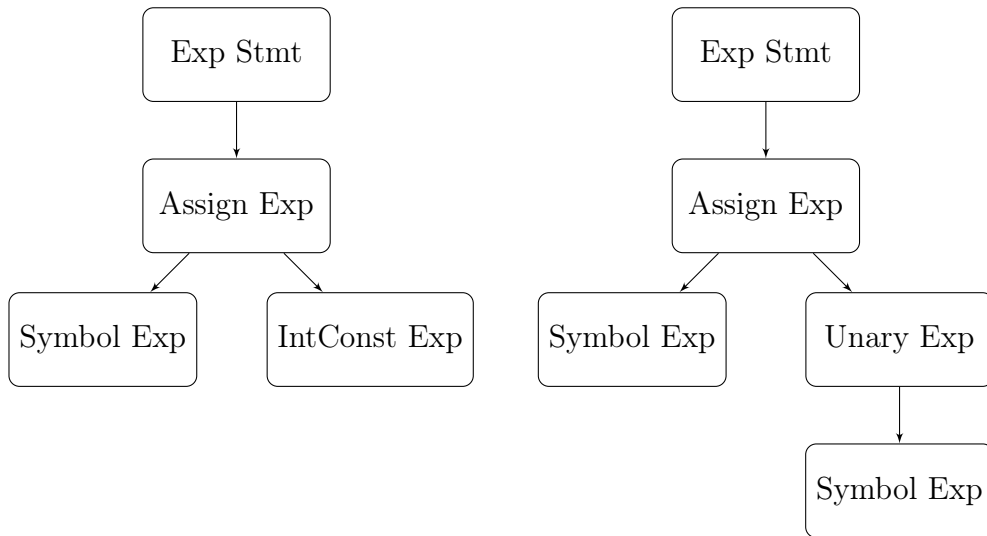 Exp Stmt
Assign Exp
Symbol Exp
IntConst Exp
Exp Stmt
Assign Exp
Symbol Exp
Unary Exp
Symbol Exp